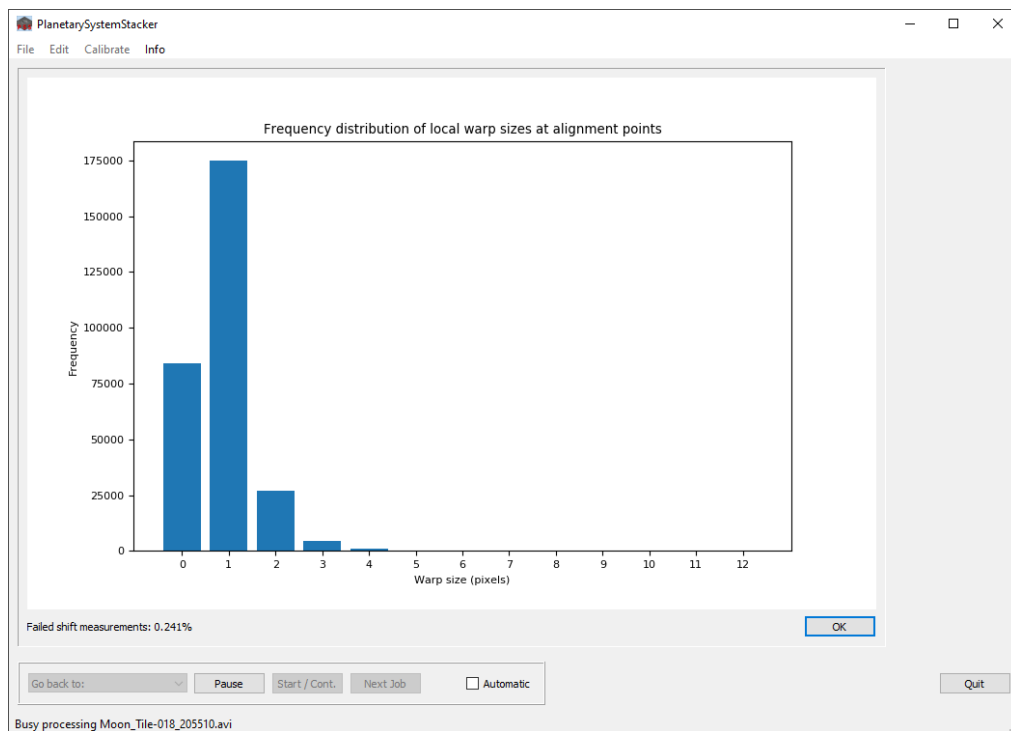 PlanetarySystemStacker
File Edit Calibrate Info
Frequency distribution of local warp sizes at alignment points
175000
150000
125000
100000
75000
50000
25000
0
Frequency
0 1 2 3 4 5 6 7 8 9 10 11 12
Warp size (pixels)
Failed shift measurements: 0.241%
OK
Go back to: Pause Start / Cont. Next Job Automatic Quit
Busy processing Moon_Tile-018_205510.avi